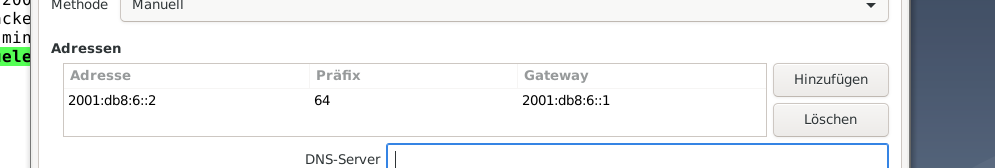 Methode Manuell
Adressen
Adresse Präfix Gateway
2001:db8:6::2 64 2001:db8:6::1
Hinzufügen
Löschen
DNS-Server